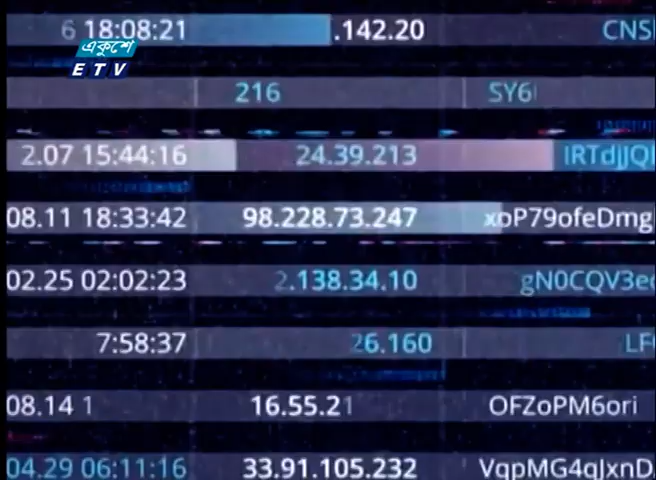 6 18:08:21 .142.20 CNS
একুশে
ETV
216 SY6
2.07 15:44:16 24.39.213 IRTdjJQ
08.11 18:33:42 98.228.73.247 xoP79ofeDmg
02.25 02:02:23 2.138.34.10 gN0CQV3e
7:58:37 26.160 LF
08.14 1 16.55.21 OFZoPM6ori
04.29 06:11:16 33.91.105.232 VqpMG4qJxnD